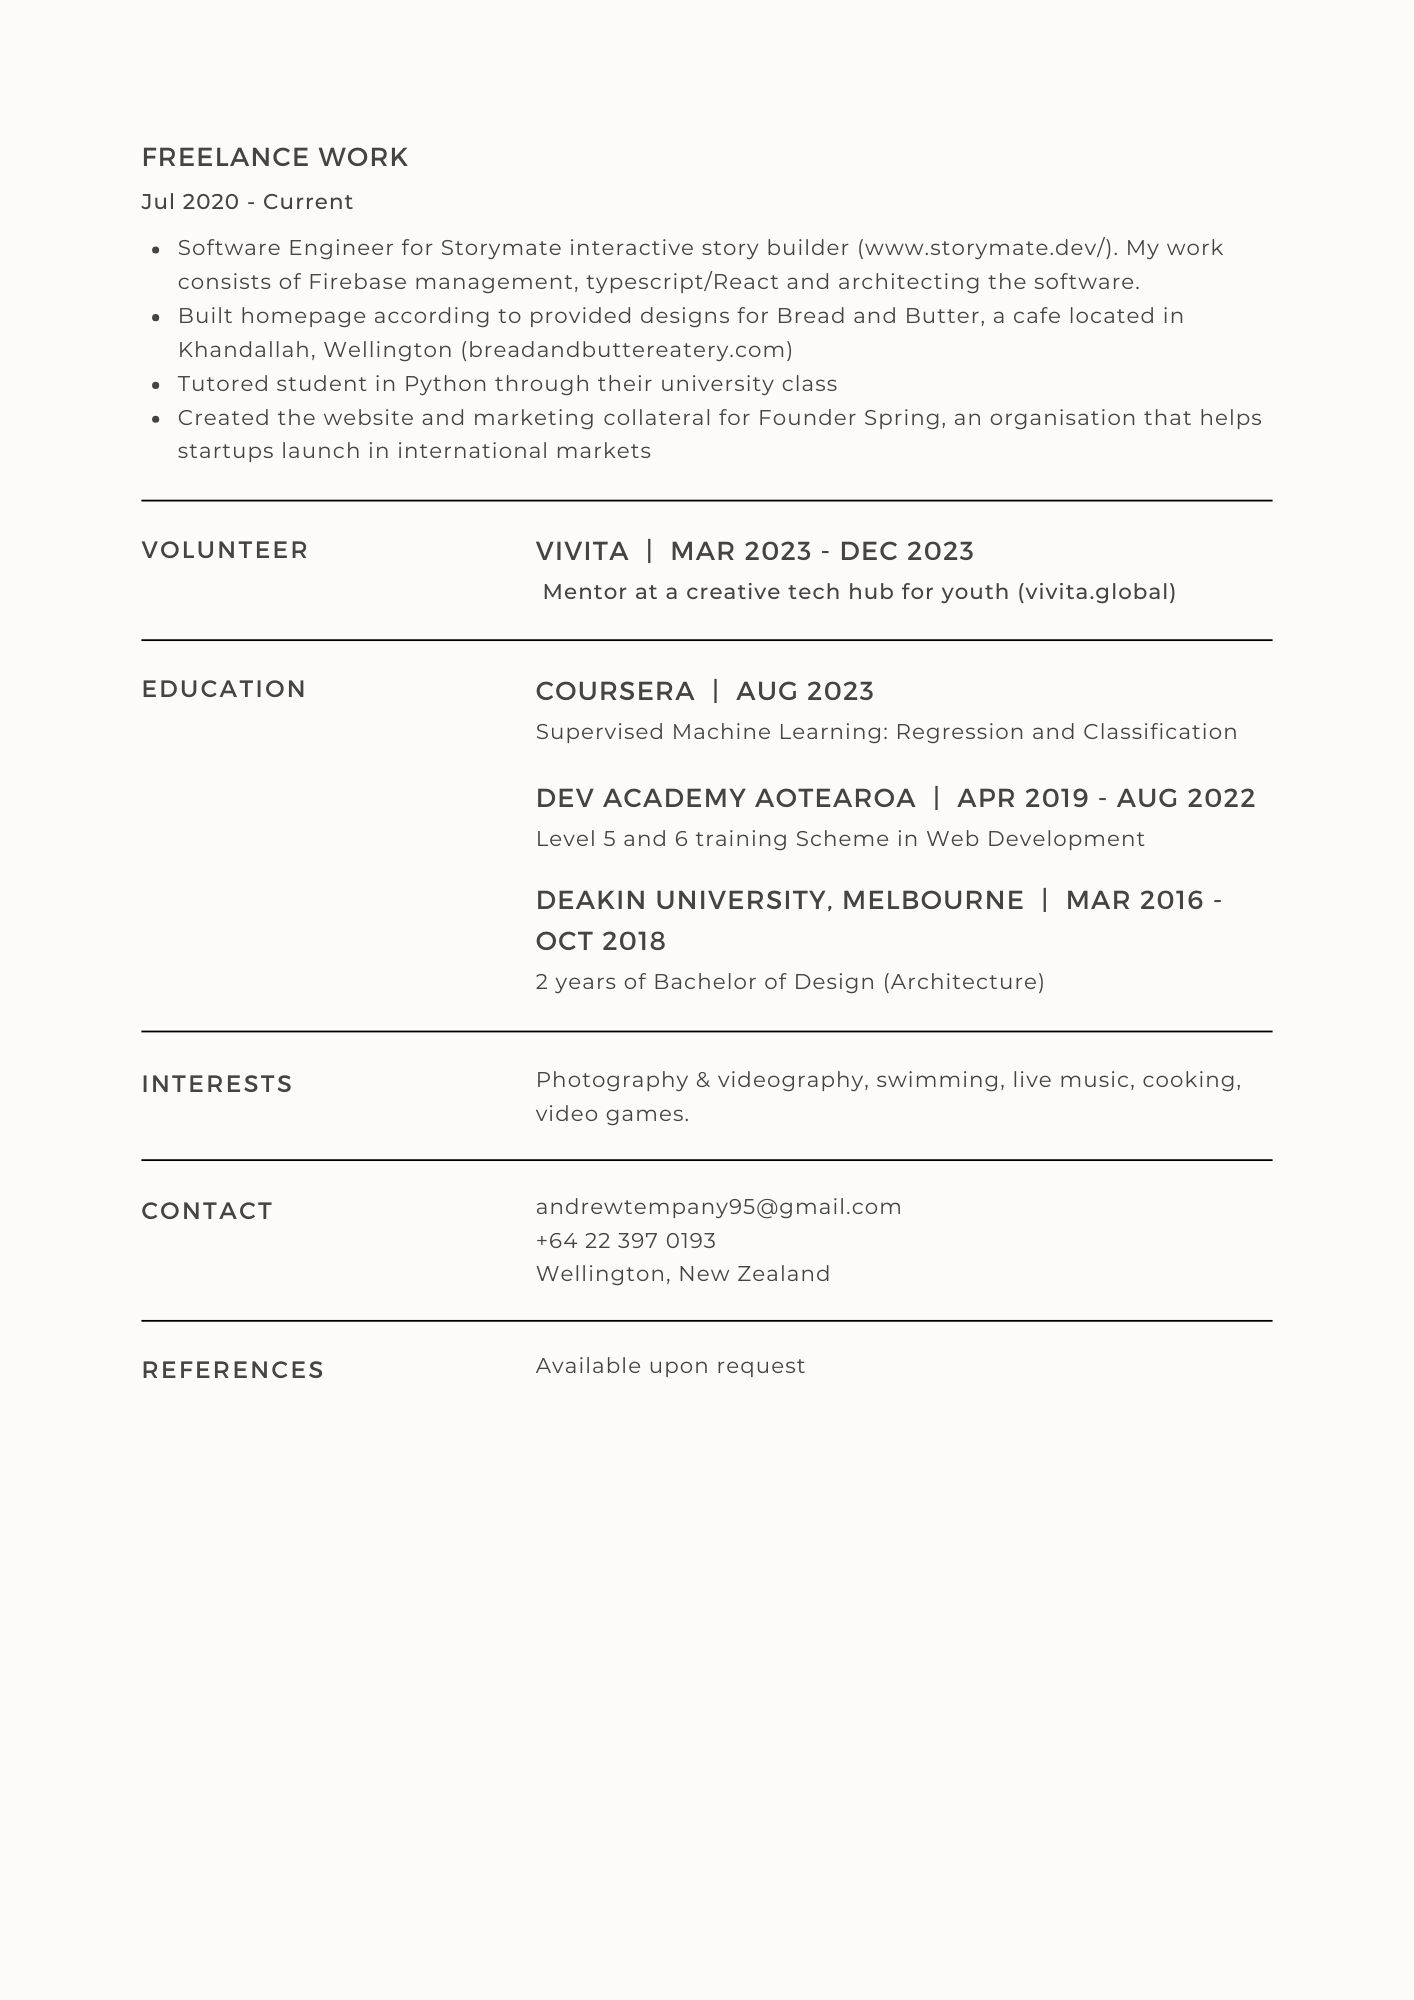 FREELANCE WORK
Jul 2020 - Current
• Software Engineer for Storymate interactive story builder (www.storymate.dev/). My work
consists of Firebase management, typescript/React and architecting the software.
• Built homepage according to provided designs for Bread and Butter, a cafe located in
Khandallah, Wellington (breadandbuttereatery.com)
• Tutored student in Python through their university class
• Created the website and marketing collateral for Founder Spring, an organisation that helps
startups launch in international markets
VOLUNTEER
VIVITA | MAR 2023 - DEC 2023
Mentor at a creative tech hub for youth (vivita.global)
EDUCATION
COURSERA | AUG 2023
Supervised Machine Learning: Regression and Classification
DEV ACADEMY AOTEAROA | APR 2019 - AUG 2022
Level 5 and 6 training Scheme in Web Development
DEAKIN UNIVERSITY, MELBOURNE | MAR 2016 -
OCT 2018
2 years of Bachelor of Design (Architecture)
INTERESTS
Photography & videography, swimming, live music, cooking,
video games.
CONTACT
andrewtempany95@gmail.com
+64 22 397 0193
Wellington, New Zealand
REFERENCES
Available upon request